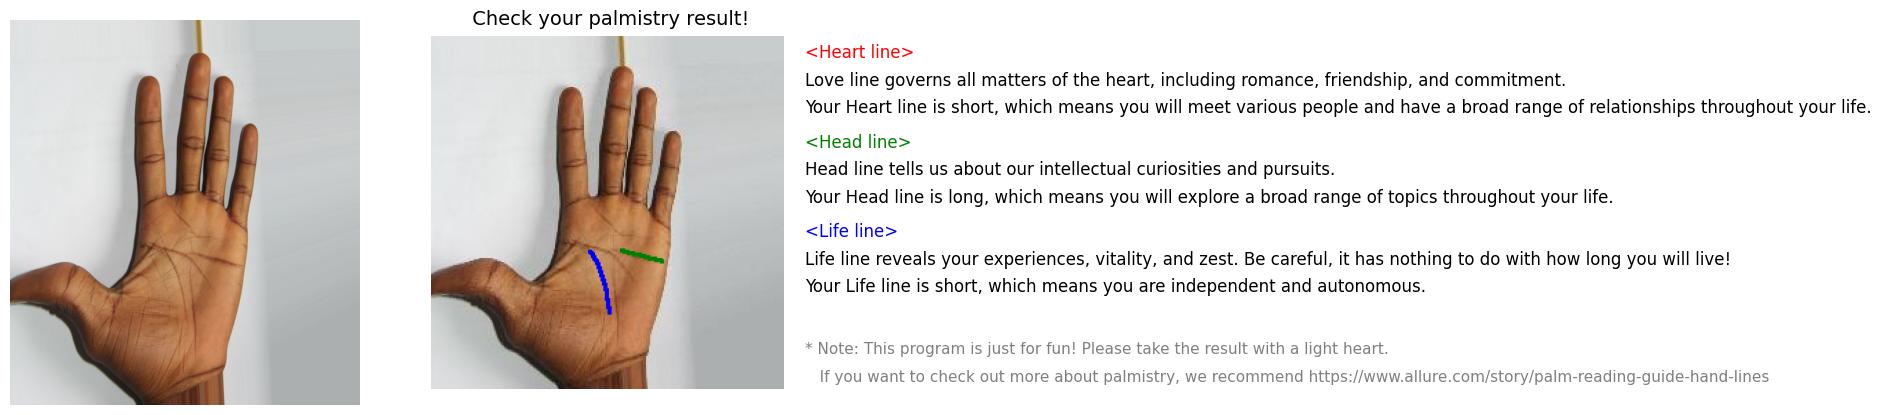 Check your palmistry result!
<Heart line>
Love line governs all matters of the heart, including romance, friendship, and commitment.
Your Heart line is short, which means you will meet various people and have a broad range of relationships throughout your life.
<Head line>
Head line tells us about our intellectual curiosities and pursuits.
Your Head line is long, which means you will explore a broad range of topics throughout your life.
<Life line>
Life line reveals your experiences, vitality, and zest. Be careful, it has nothing to do with how long you will live!
Your Life line is short, which means you are independent and autonomous.
* Note: This program is just for fun! Please take the result with a light heart.
If you want to check out more about palmistry, we recommend https://www.allure.com/story/palm-reading-guide-hand-lines